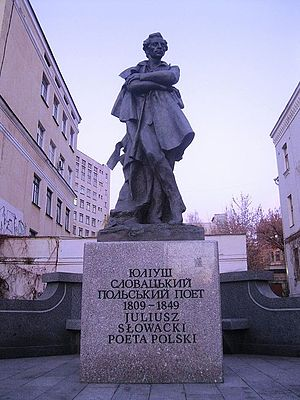 ЮЛІУШ
СЛОВАЦЬКИЙ
ПОЛЬСЬКИЙ ПОЕТ
1809-1849
JULIUSZ
SŁOWACKI
POETA POLSKI